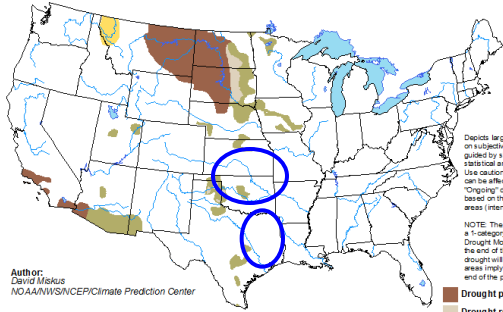 Depicts larg
on subjectiv
guided by s
statistical a
Use caution
can be affe
"Ongoing" d
based on th
areas (inter
NOTE: The
a 1-categor
Drought Mo
the end of t
drought will
areas imply
end of the p
Author:
David Miskus
NOAA/NWS/NCEP/Climate Prediction Center
Drought p